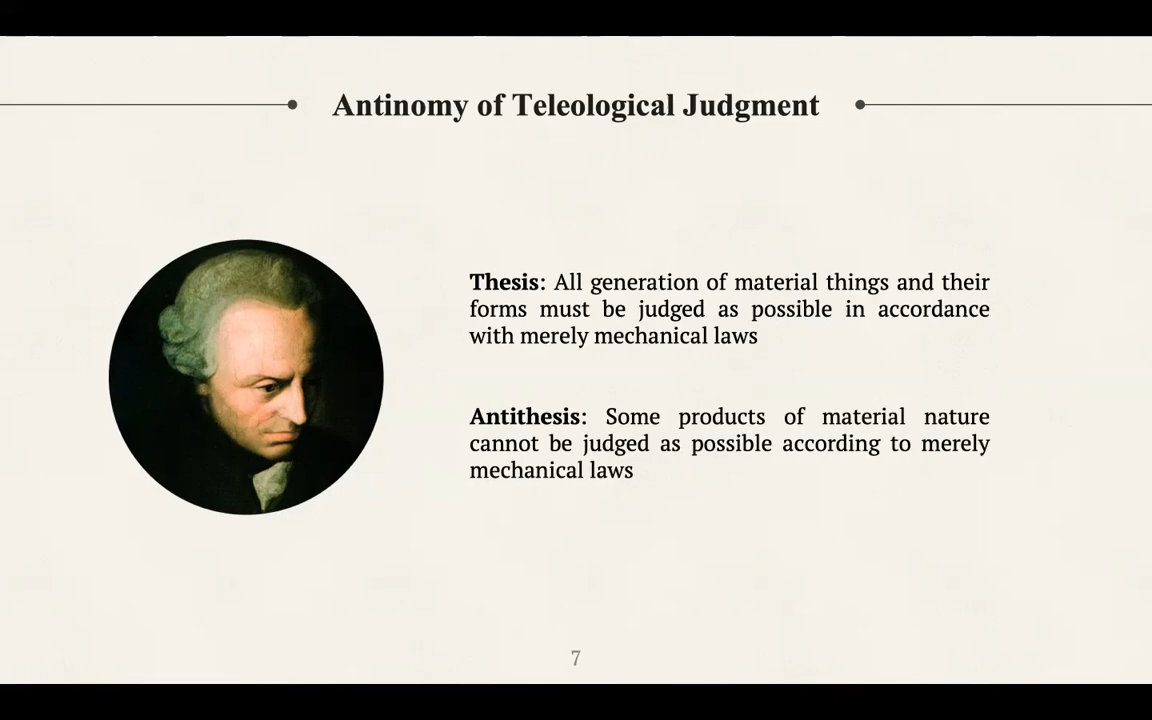 Antinomy of Teleological Judgment
Thesis: All generation of material things and their
forms must be judged as possible in accordance
with merely mechanical laws
Antithesis: Some products of material nature
cannot be judged as possible according to merely
mechanical laws
7